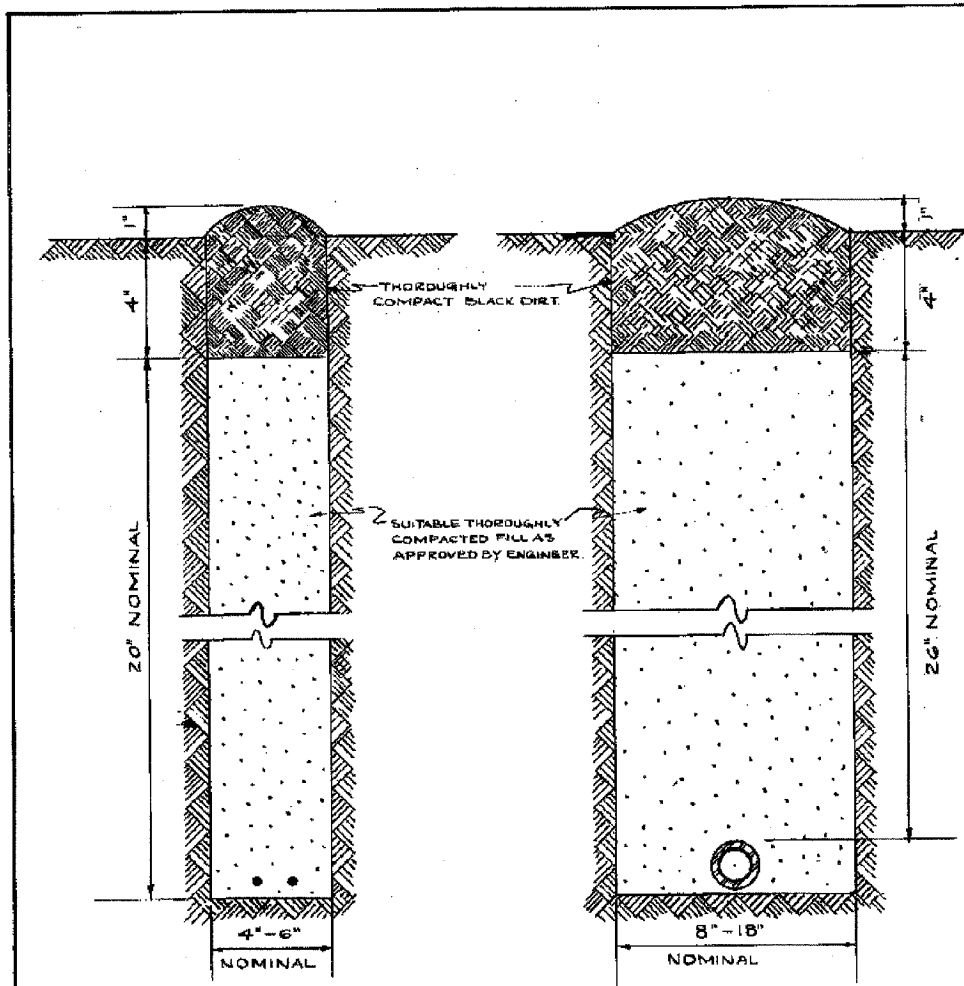 1"
1"
4"
4"
THOROUGHLY
COMPACT BLACK DIRT.
SUITABLE THOROUGHLY
COMPACTED FILL AS
APPROVED BY ENGINEER.
20" NOMINAL
26" NOMINAL
4"-6"
NOMINAL
8"-18"
NOMINAL